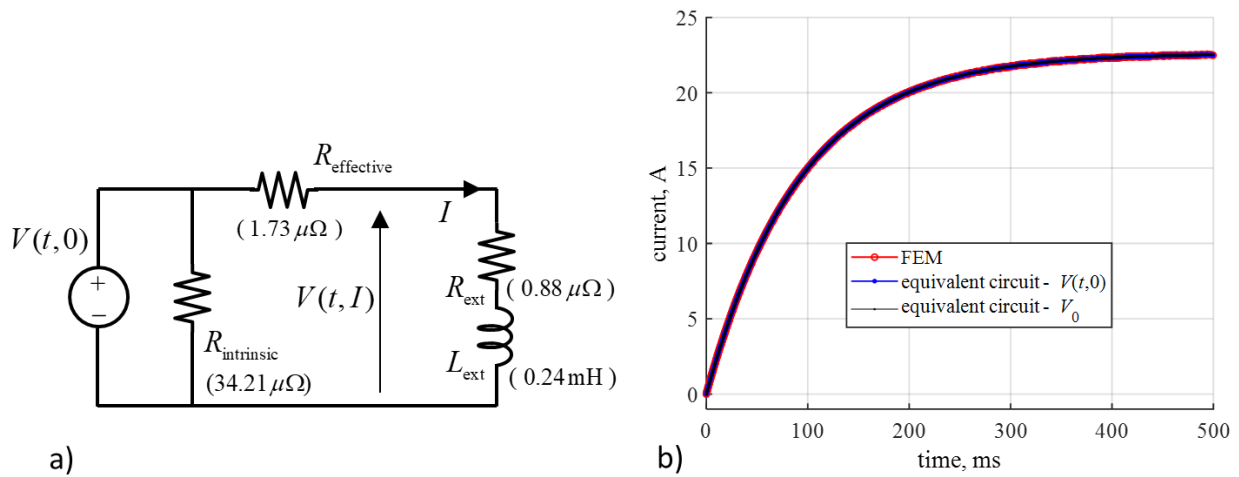 R_effective
(1.73 μΩ)
I
V(t,0)
+
−
R_intrinsic
(34.21 μΩ)
V(t,I)
R_ext
(0.88 μΩ)
L_ext
(0.24 mH)
a)
25
20
15
10
5
0
current, A
FEM
equivalent circuit - V(t,0)
equivalent circuit - V_0
0 100 200 300 400 500
time, ms
b)